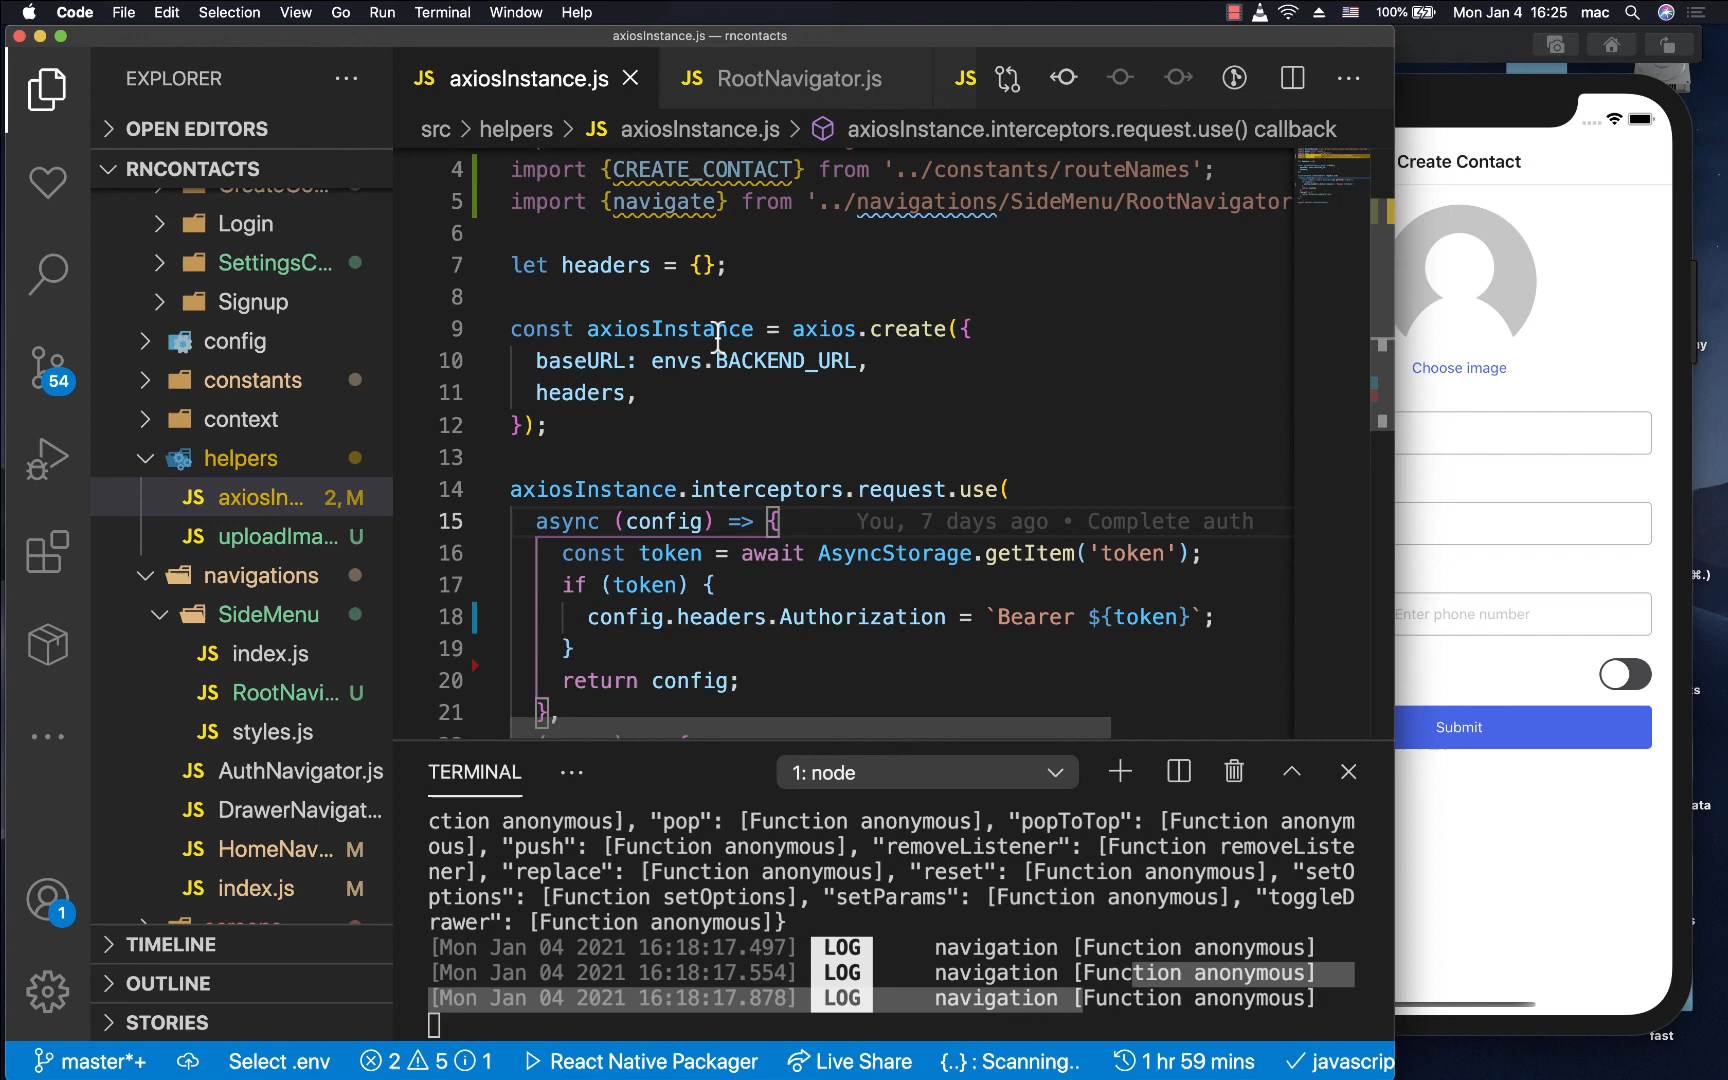 Code File Edit Selection View Go Run Terminal Window Help
100% Mon Jan 4 16:25 mac
axiosInstance.js — rncontacts
EXPLORER
JS axiosInstance.js
JS RootNavigator.js
JS
OPEN EDITORS
src > helpers > JS axiosInstance.js > axiosInstance.interceptors.request.use() callback
RNCONTACTS
Login
SettingsC...
Signup
config
constants
context
helpers
JS axiosIn... 2, M
JS uploadIma... U
navigations
SideMenu
JS index.js
JS RootNavi... U
JS styles.js
JS AuthNavigator.js
JS DrawerNavigat...
JS HomeNav... M
JS index.js M
TIMELINE
OUTLINE
STORIES
54
1
4 import {CREATE_CONTACT} from '../constants/routeNames';
5 import {navigate} from '../navigations/SideMenu/RootNavigator
6
7 let headers = {};
8
9 const axiosInstance = axios.create({
10 baseURL: envs.BACKEND_URL,
11 headers,
12 });
13
14 axiosInstance.interceptors.request.use(
15 async (config) => { You, 7 days ago • Complete auth
16 const token = await AsyncStorage.getItem('token');
17 if (token) {
18 config.headers.Authorization = `Bearer ${token}`;
19 }
20 return config;
21 },
TERMINAL
1: node
ction anonymous], "pop": [Function anonymous], "popToTop": [Function anonym
ous], "push": [Function anonymous], "removeListener": [Function removeListe
ner], "replace": [Function anonymous], "reset": [Function anonymous], "setO
ptions": [Function setOptions], "setParams": [Function anonymous], "toggleD
rawer": [Function anonymous]}
[Mon Jan 04 2021 16:18:17.497] LOG navigation [Function anonymous]
[Mon Jan 04 2021 16:18:17.554] LOG navigation [Function anonymous]
[Mon Jan 04 2021 16:18:17.878] LOG navigation [Function anonymous]
master*+ Select .env 2 5 1 React Native Packager Live Share {..} : Scanning.. 1 hr 59 mins javascrip
Create Contact
Choose image
Enter phone number
Submit
fast